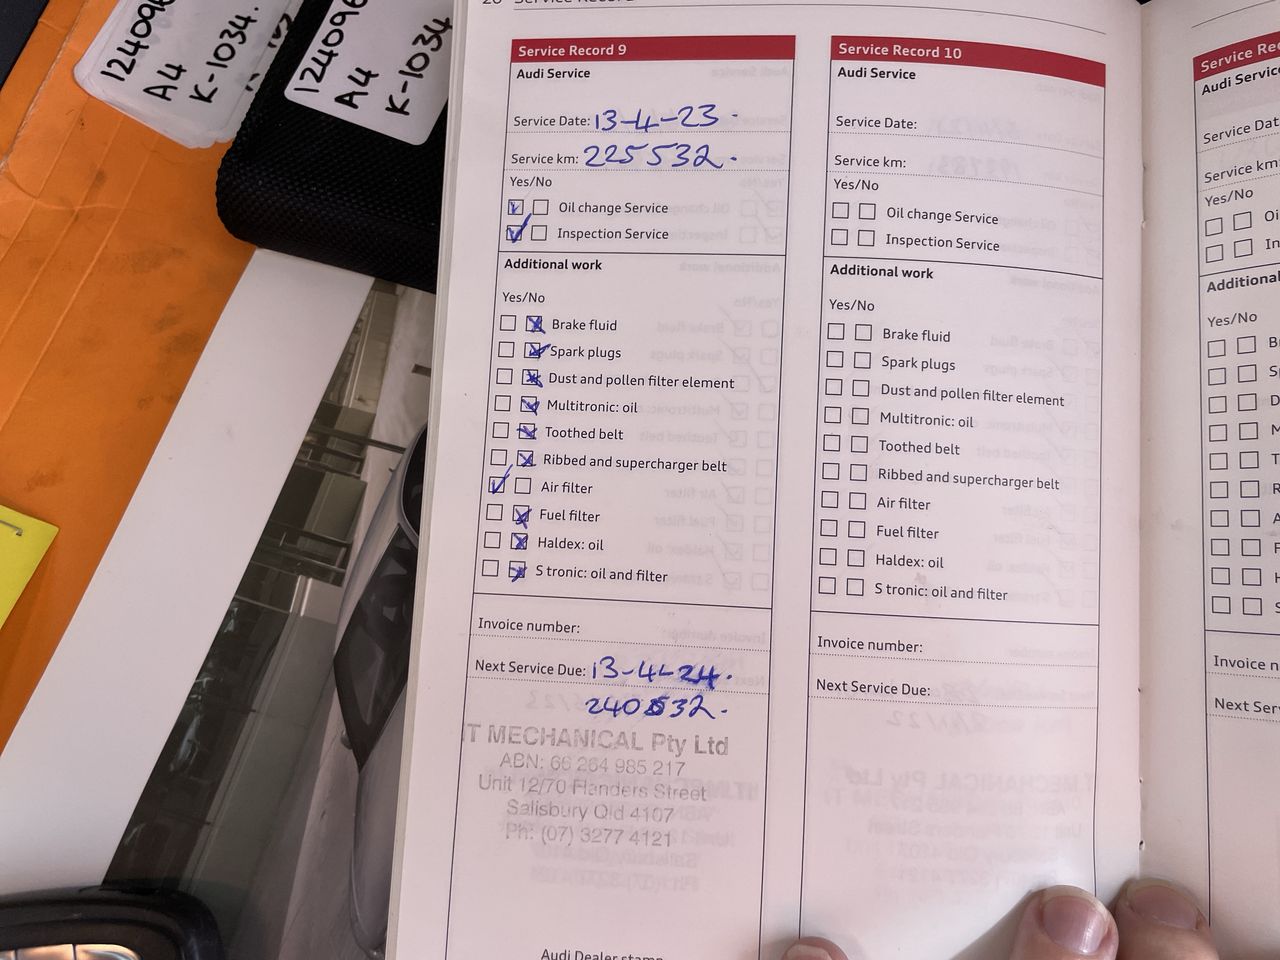 124096
A4
K-1034.
124096
A4
K-1034
Service Record 9
Audi Service
Service Date: 13-4-23.
Service km: 225532.
Yes/No
Oil change Service
Inspection Service
Additional work
Yes/No
Brake fluid
Spark plugs
Dust and pollen filter element
Multitronic: oil
Toothed belt
Ribbed and supercharger belt
Air filter
Fuel filter
Haldex: oil
S tronic: oil and filter
Invoice number:
Next Service Due: 13-4-24.
240532.
IT MECHANICAL Pty Ltd
ABN: 66 264 985 217
Unit 12/70 Flanders Street
Salisbury Qld 4107
Ph: (07) 3277 4121
Audi Dealer stamp
Service Record 10
Audi Service
Service Date:
Service km:
Yes/No
Oil change Service
Inspection Service
Additional work
Yes/No
Brake fluid
Spark plugs
Dust and pollen filter element
Multitronic: oil
Toothed belt
Ribbed and supercharger belt
Air filter
Fuel filter
Haldex: oil
S tronic: oil and filter
Invoice number:
Next Service Due:
Service Rec
Audi Service
Service Dat
Service km:
Yes/No
Oi
In
Additional
Yes/No
B
S
D
M
T
R
A
F
H
S
Invoice n
Next Ser